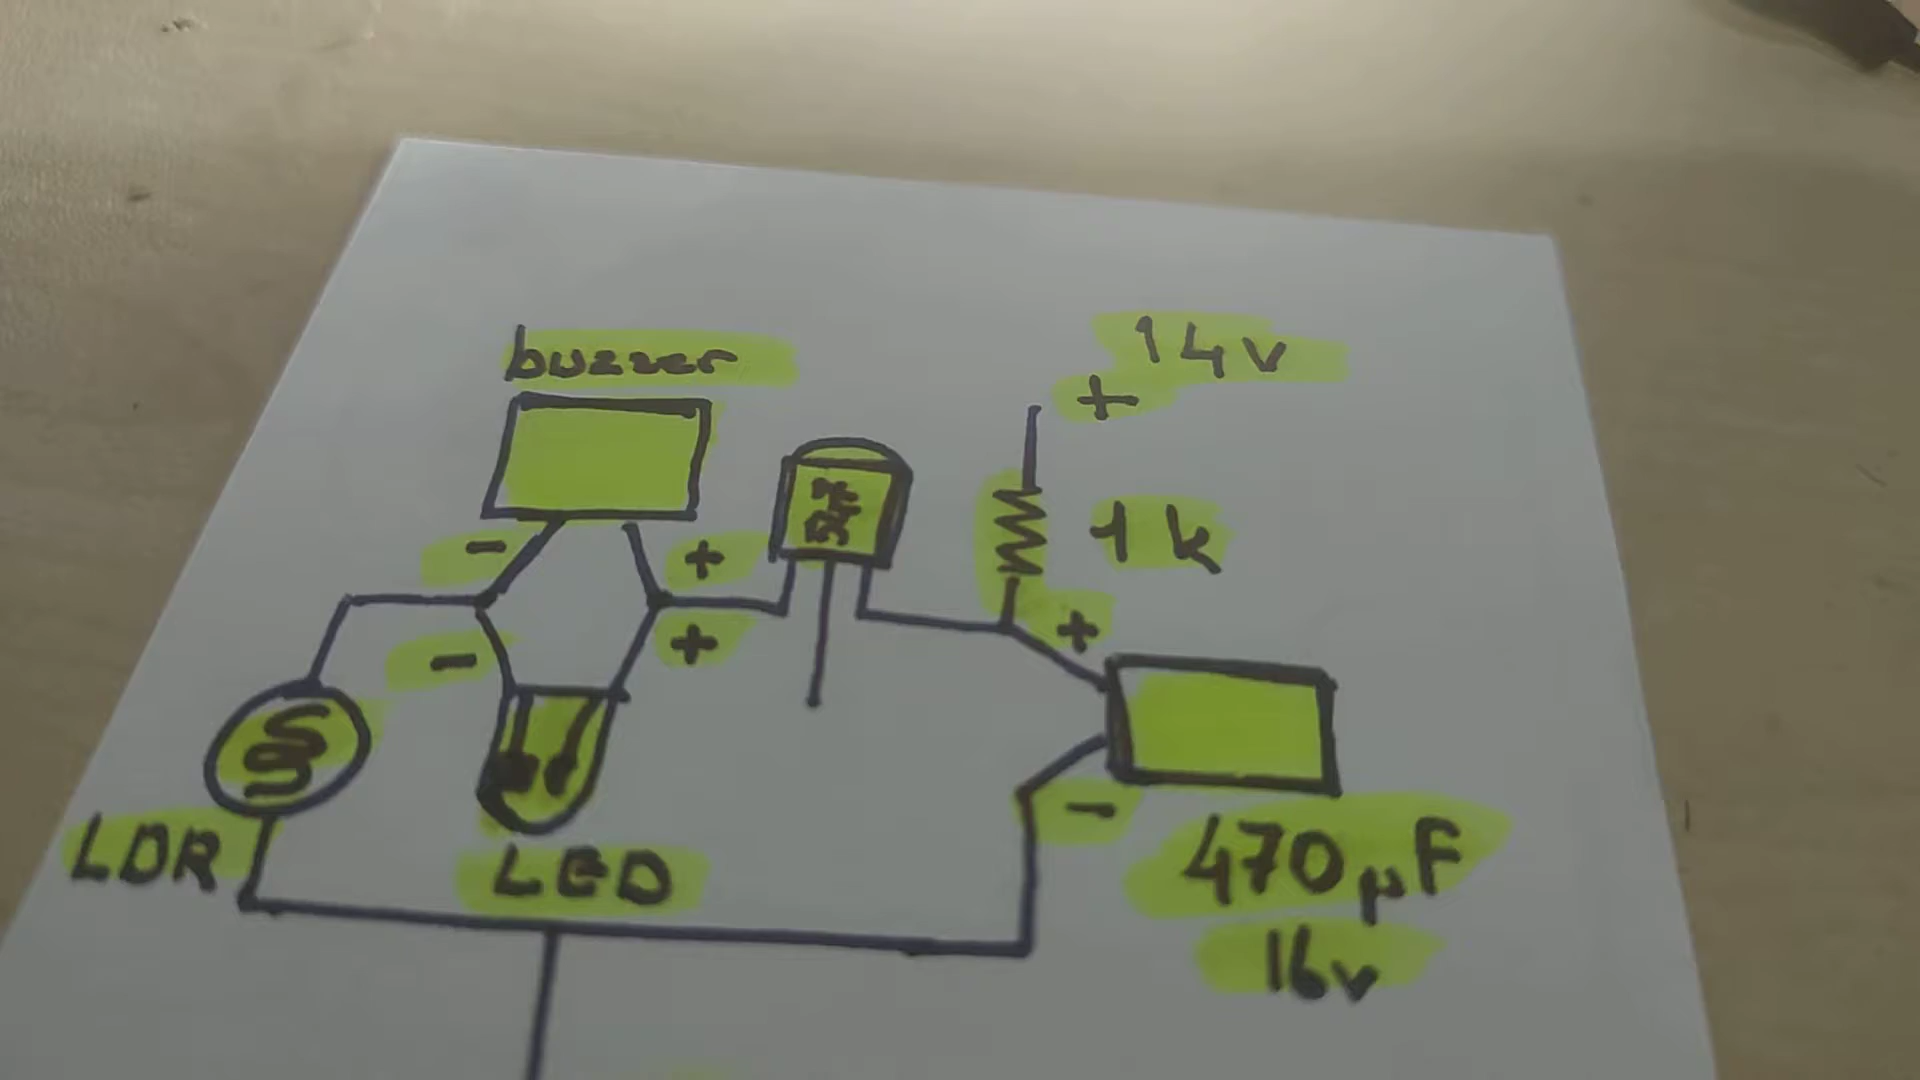 buzzer
14v
+
1k
-
+
+
-
+
-
LDR
LED
470µF
16v